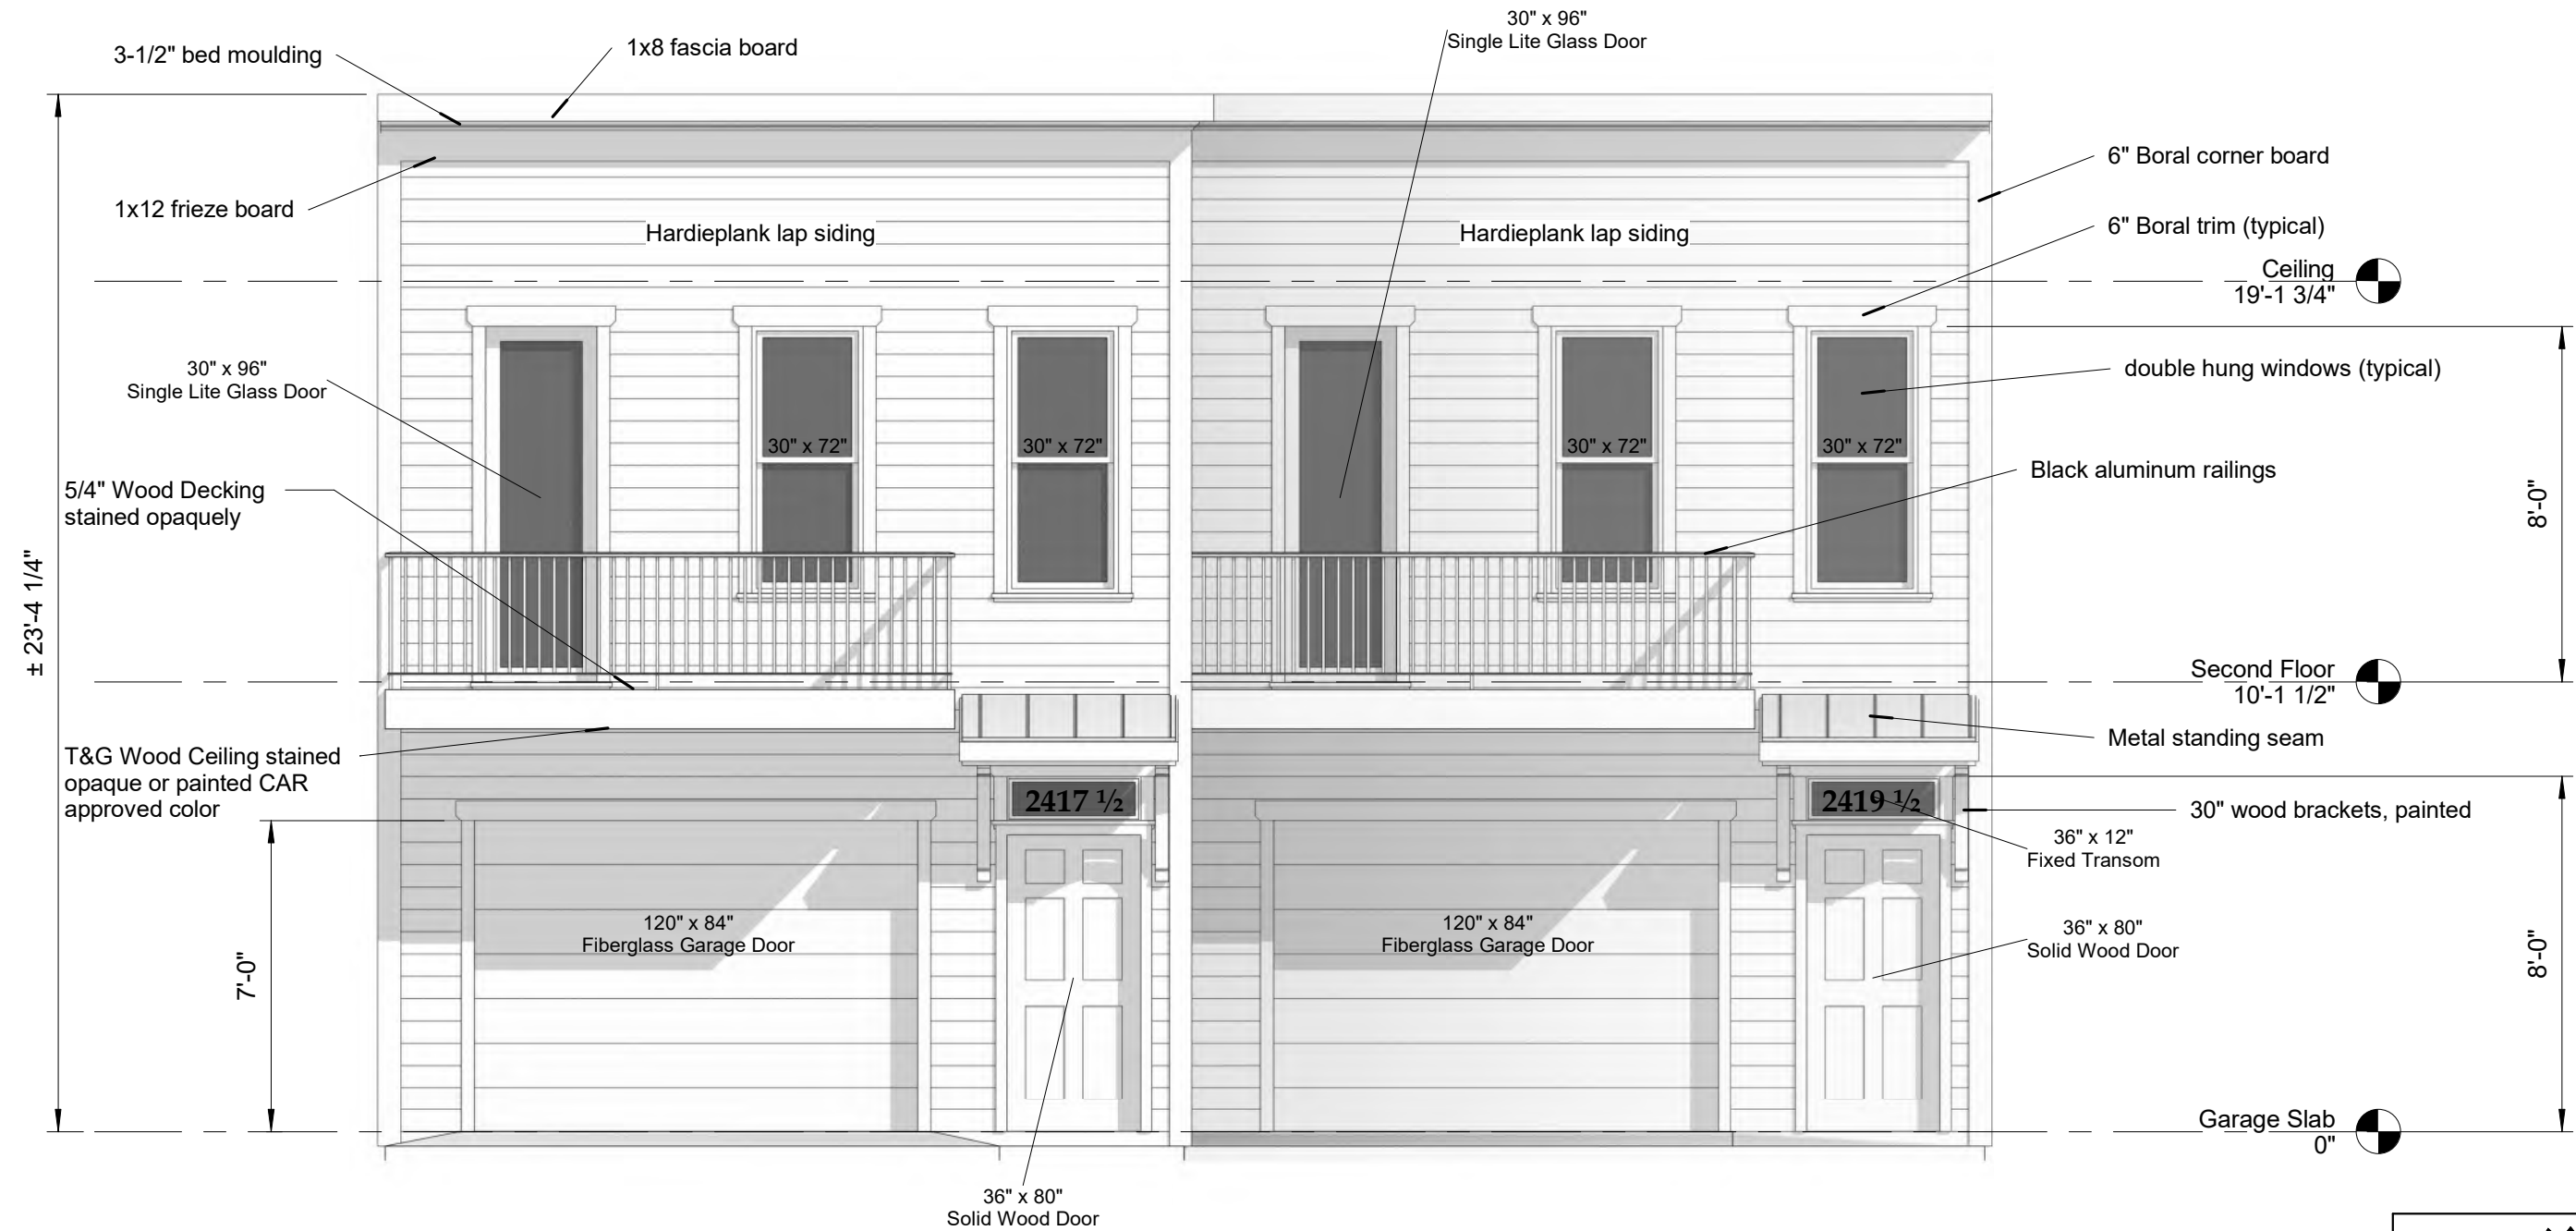 30" x 96"
Single Lite Glass Door
3-1/2" bed moulding
1x8 fascia board
6" Boral corner board
1x12 frieze board
6" Boral trim (typical)
Hardieplank lap siding
Hardieplank lap siding
Ceiling
19'-1 3/4"
30" x 96"
Single Lite Glass Door
double hung windows (typical)
30" x 72"
30" x 72"
30" x 72"
30" x 72"
Black aluminum railings
5/4" Wood Decking
stained opaquely
8'-0"
± 23'-4 1/4"
Second Floor
10'-1 1/2"
Metal standing seam
T&G Wood Ceiling stained
opaque or painted CAR
approved color
2417 ½
2419 ½
30" wood brackets, painted
36" x 12"
Fixed Transom
120" x 84"
Fiberglass Garage Door
120" x 84"
Fiberglass Garage Door
36" x 80"
Solid Wood Door
7'-0"
8'-0"
Garage Slab
0"
36" x 80"
Solid Wood Door